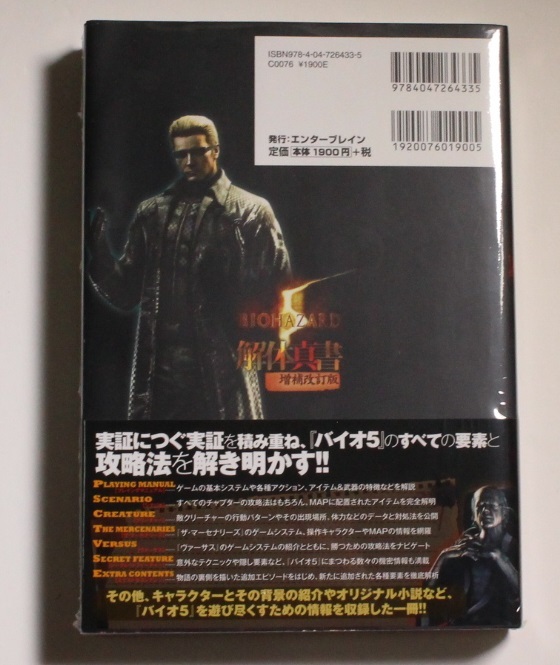 ISBN978-4-04-726433-5
C0076 ¥1900E
9784047264335
1920076019005
発行：エンターブレイン
定価 本体1900円+税
BIOHAZARD 5
解体真書
増補改訂版
実証につぐ実証を積み重ね、『バイオ5』のすべての要素と
攻略法を解き明かす!!
PLAYING MANUAL ゲームの基本システムや各種アクション、アイテム&武器の特徴などを解説
SCENARIO すべてのチャプターの攻略法はもちろん、MAPに配置されたアイテムを完全解明
CREATURE 敵クリーチャーの行動パターンやその出現場所、体力などのデータと対処法を公開
THE MERCENARIES 『ザ・マーセナリーズ』のゲームシステム、操作キャラクターやMAPの情報を網羅
VERSUS 『ヴァーサス』のゲームシステムの紹介とともに、勝つための攻略法をナビゲート
SECRET FEATURE 意外なテクニックや隠し要素など、『バイオ5』にまつわる数々の機密情報も満載
EXTRA CONTENTS 物語の裏側を描いた追加エピソードをはじめ、新たに追加された各種要素を徹底解析
その他、キャラクターとその背景の紹介やオリジナル小説など、
『バイオ5』を遊び尽くすための情報を収録した一冊!!